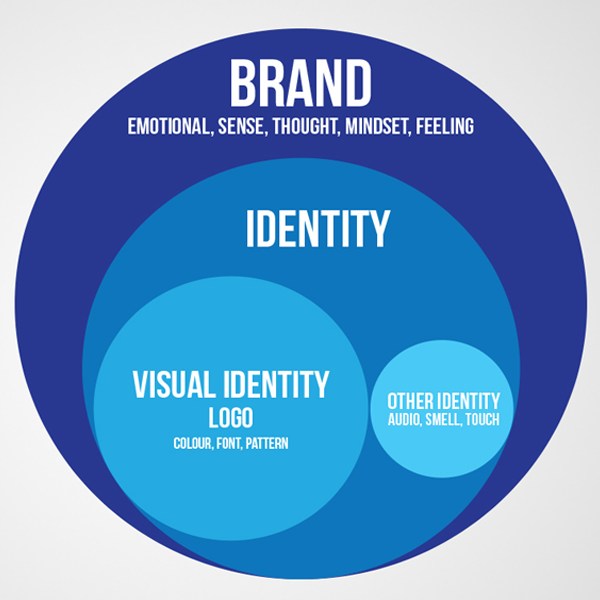 BRAND
EMOTIONAL, SENSE, THOUGHT, MINDSET, FEELING
IDENTITY
VISUAL IDENTITY
LOGO
COLOUR, FONT, PATTERN
OTHER IDENTITY
AUDIO, SMELL, TOUCH